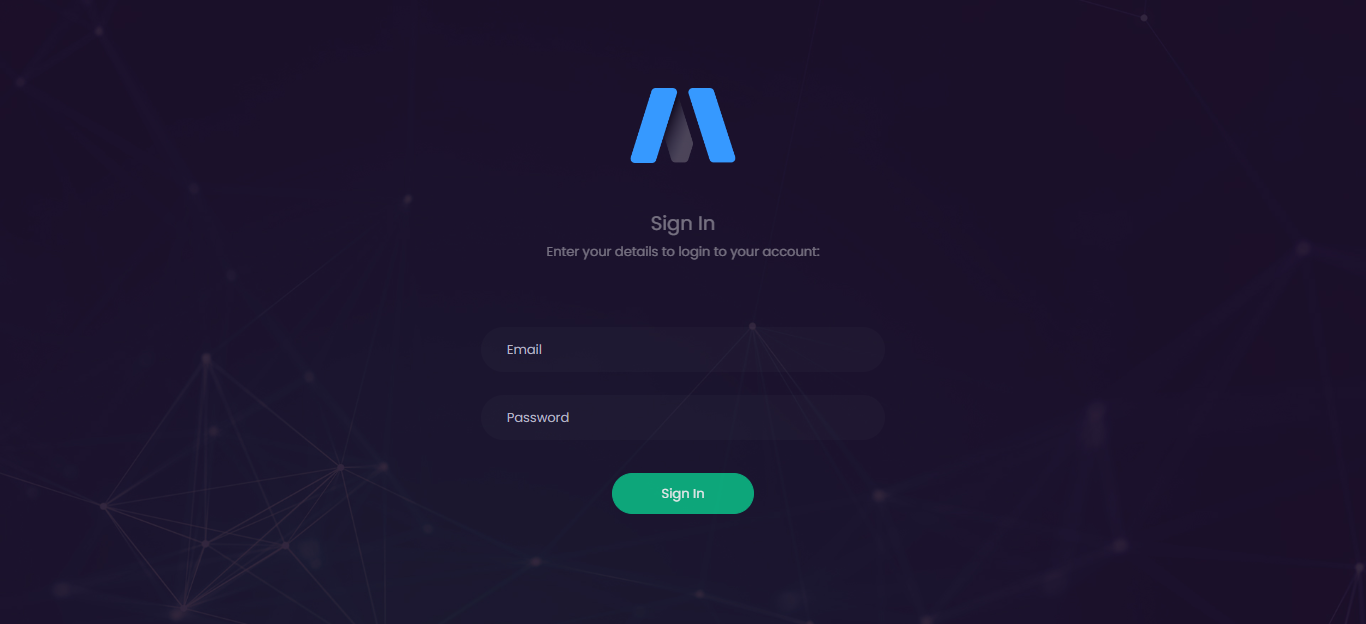 Sign In
Enter your details to login to your account:
Email
Password
Sign In